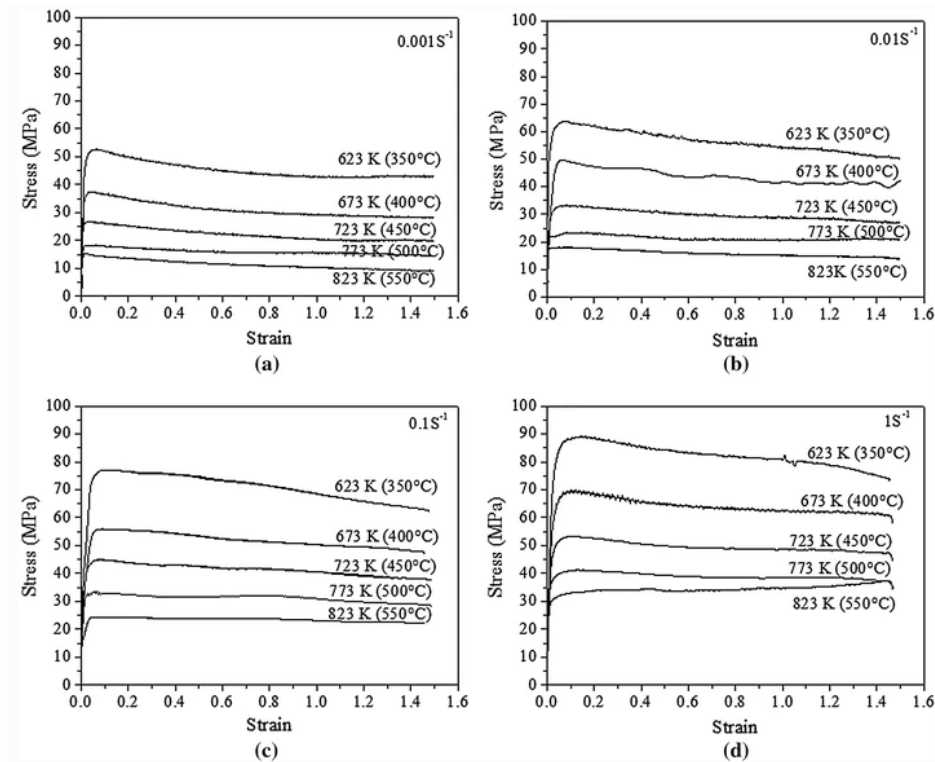 100
90
80
70
60
50
40
30
20
10
0
Stress (MPa)
0.001S⁻¹
623 K (350°C)
673 K (400°C)
723 K (450°C)
773 K (500°C)
823 K (550°C)
0.0 0.2 0.4 0.6 0.8 1.0 1.2 1.4 1.6
Strain
(a)
100
90
80
70
60
50
40
30
20
10
0
Stress (MPa)
0.01S⁻¹
623 K (350°C)
673 K (400°C)
723 K (450°C)
773 K (500°C)
823K (550°C)
0.0 0.2 0.4 0.6 0.8 1.0 1.2 1.4 1.6
Strain
(b)
100
90
80
70
60
50
40
30
20
10
0
Stress (MPa)
0.1S⁻¹
623 K (350°C)
673 K (400°C)
723 K (450°C)
773 K (500°C)
823 K (550°C)
0.0 0.2 0.4 0.6 0.8 1.0 1.2 1.4 1.6
Strain
(c)
100
90
80
70
60
50
40
30
20
10
0
Stress (MPa)
1S⁻¹
623 K (350°C)
673 K (400°C)
723 K (450°C)
773 K (500°C)
823 K (550°C)
0.0 0.2 0.4 0.6 0.8 1.0 1.2 1.4 1.6
Strain
(d)